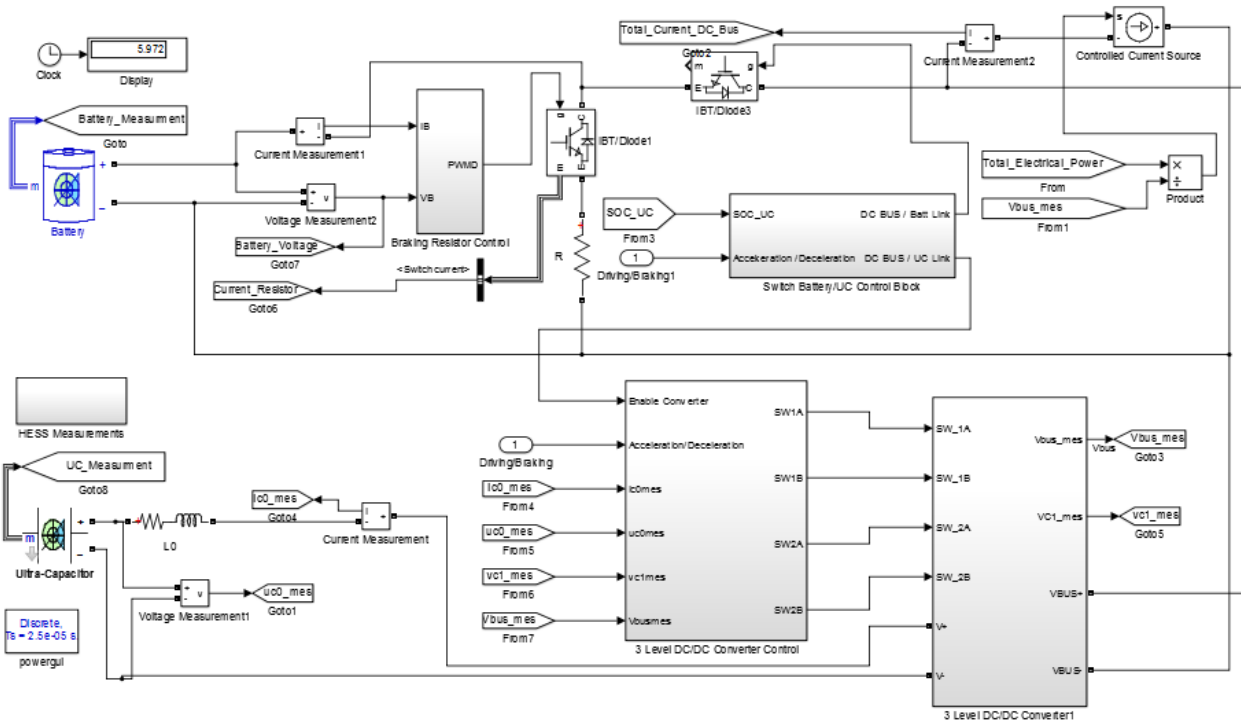 Total_Current_DC_Bus
Goto2
I
+
-
Current Measurement2
s
-
+
Controlled Current Source
Clock
5.972
Display
m
g
E
C
IBT/Diode3
Battery_Measurment
Goto
m
+
-
Battery
+
I
-
Current Measurement1
+
v
-
Voltage Measurement2
IB
VB
PWMD
Braking Resistor Control
g
C
E
m
IBT/Diode1
Total_Electrical_Power
From
Vbus_mes
From1
×
÷
Product
Battery_Voltage
Goto7
<Switch current>
Current_Resistor
Goto6
+
R
SOC_UC
From3
1
Driving/Braking1
SOC_UC
DC BUS / Batt Link
Accekeration /Deceleration
DC BUS / UC Link
Switch Battery/UC Control Block
HESS Measurements
UC_Measurment
Goto8
m
+
-
Ultra-Capacitor
+
L0
Ic0_mes
Goto4
I
+
-
Current Measurement
+
v
-
Voltage Measurement1
uc0_mes
Goto1
Discrete,
Ts = 2.5e-05 s.
powergui
1
Driving/Braking
Ic0_mes
From4
uc0_mes
From5
vc1_mes
From6
Vbus_mes
From7
Enable Converter
Acceleration/Deceleration
Ic0mes
uc0mes
vc1mes
Vbusmes
SW1A
SW1B
SW2A
SW2B
3 Level DC/DC Converter Control
SW_1A
SW_1B
SW_2A
SW_2B
V+
V-
Vbus_mes
VC1_mes
VBUS+
VBUS-
3 Level DC/DC Converter1
Vbus
Vbus_mes
Goto3
vc1_mes
Goto5